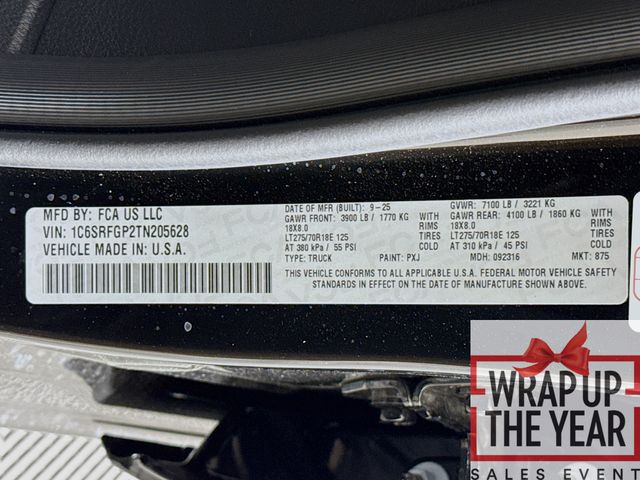 MFD BY: FCA US LLC
VIN: 1C6SRFGP2TN205628
VEHICLE MADE IN: U.S.A.
DATE OF MFR (BUILT): 9-25
GAWR FRONT: 3900 LB / 1770 KG WITH
18X8.0 RIMS
LT275/70R18E 125 TIRES
AT 380 kPa / 55 PSI
TYPE: TRUCK PAINT: PXJ
GVWR: 7100 LB / 3221 KG
GAWR REAR: 4100 LB / 1860 KG WITH
18X8.0 RIMS
LT275/70R18E 125 TIRES
AT 310 kPa / 45 PSI
MDH: 092316 MKT: 875
THIS VEHICLE CONFORMS TO ALL APPLICABLE U.S.A. FEDERAL MOTOR VEHICLE SAFETY
STANDARDS IN EFFECT ON THE DATE OF MANUFACTURE SHOWN ABOVE.
WRAP UP
THE YEAR
SALES EVENT